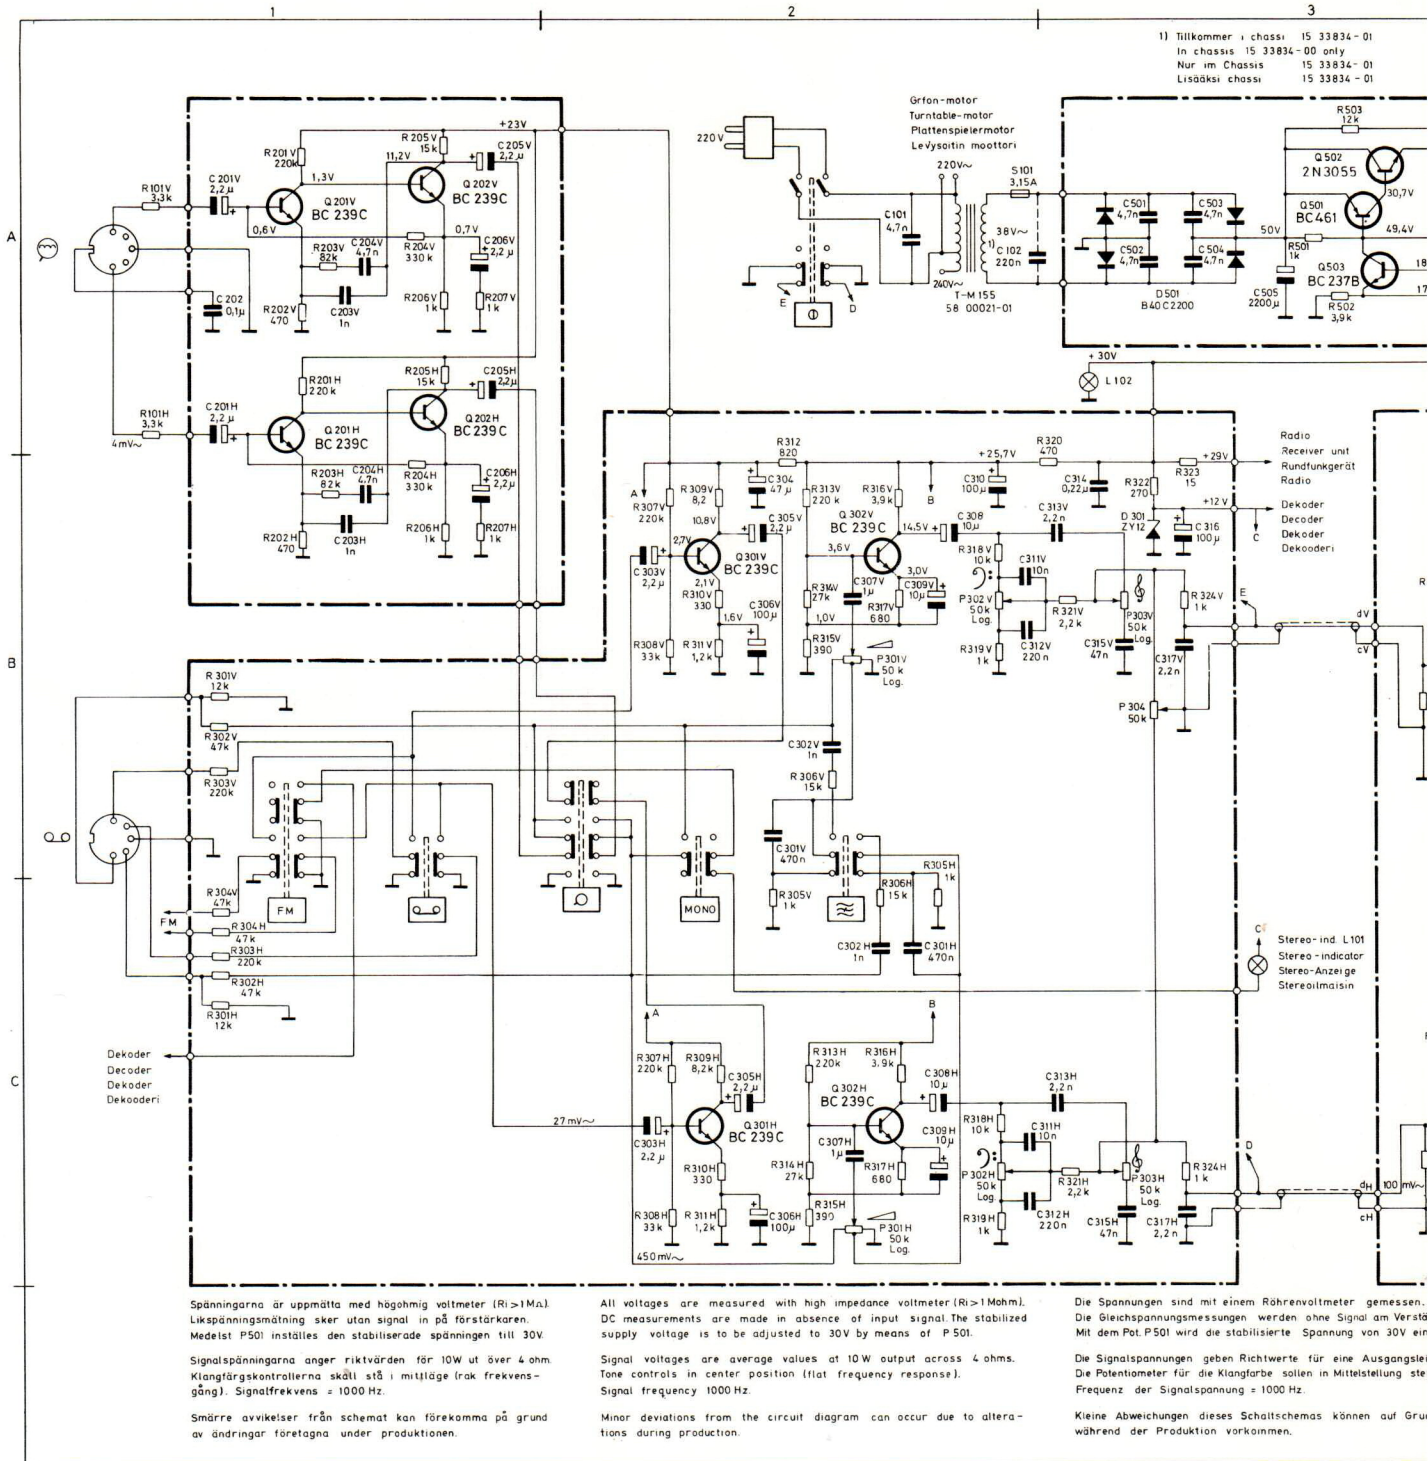 1
2
3
A
B
C
1) Tillkommer i chassi 15 33834-01
In chassis 15 33834-00 only
Nur im Chassis 15 33834-01
Lisääksi chassi 15 33834-01
Grfon-motor
Turntable-motor
Plattenspielermotor
Levysoitin moottori
220V
220V~
240V~
S101
3,15A
38V~
1)
C101
4,7n
C102
220n
T-M155
58 00021-01
E
D
C501
4,7n
C503
4,7n
C502
4,7n
C504
4,7n
D501
B40C2200
R503
12k
Q502
2N3055
30,7V
Q501
BC461
50V
R501
1k
49,4V
Q503
BC237B
C505
2200µ
R502
3,9k
18
17
+30V
L102
+23V
R205V
15k
C205V
2,2µ
R201V
220k
11,2V
1,3V
Q202V
BC239C
R101V
3,3k
C201V
2,2µ
Q201V
BC239C
0,6V
R203V
82k
C204V
4,7n
R204V
330k
0,7V
C206V
2,2µ
C202
0,1µ
R202V
470
C203V
1n
R206V
1k
R207V
1k
R205H
15k
C205H
2,2µ
R201H
220k
R101H
3,3k
C201H
2,2µ
4mV~
Q201H
BC239C
Q202H
BC239C
R203H
82k
C204H
4,7n
R204H
330k
C206H
2,2µ
R202H
470
C203H
1n
R206H
1k
R207H
1k
R312
820
+25,7V
R320
470
+29V
R323
15
Radio
Receiver unit
Rundfunkgerät
Radio
A
R309V
8,2
C304
47µ
R313V
220k
R316V
3,9k
B
C310
100µ
C314
0,22µ
R322
270
+12V
Dekoder
Decoder
Dekoder
Dekooderi
R307V
220k
10,8V
C305V
2,2µ
Q302V
BC239C
14,5V
C308
10µ
C313V
2,2n
D301
ZY12
C316
100µ
C
2,7V
C303V
2,2µ
Q301V
BC239C
3,6V
R318V
10k
C311V
10n
2,1V
R310V
330
C306V
100µ
1,6V
R314V
27k
C307V
1µ
3,0V
C309V
10µ
R317V
680
1,0V
P302V
50k
Log.
R321V
2,2k
P303V
50k
Log.
R324V
1k
E
dV
cV
R308V
33k
R311V
1,2k
R315V
390
P301V
50k
Log.
R319V
1k
C312V
220n
C315V
47n
C317V
2,2n
P304
50k
R301V
12k
R302V
47k
R303V
220k
C302V
1n
R306V
15k
C301V
470n
R305V
1k
R306H
15k
R305H
1k
R304V
47k
FM
R304H
47k
R303H
220k
R302H
47k
R301H
12k
FM
MONO
C302H
1n
C301H
470n
C
Stereo-ind. L101
Stereo-indicator
Stereo-Anzeige
Stereoilmaisin
Dekoder
Decoder
Dekoder
Dekooderi
A
B
R307H
220k
R309H
8,2k
C305H
2,2µ
R313H
220k
R316H
3,9k
C308H
10µ
C313H
2,2n
Q302H
BC239C
27mV~
C303H
2,2µ
Q301H
BC239C
C307H
1µ
C309H
10µ
R318H
10k
C311H
10n
R310H
330
R314H
27k
R317H
680
P302H
50k
Log.
R321H
2,2k
P303H
50k
Log.
R324H
1k
D
dH
100mV~
cH
R308H
33k
R311H
1,2k
C306H
100µ
R315H
390
P301H
50k
Log.
R319H
1k
C312H
220n
C315H
47n
C317H
2,2n
450mV~
Spänningarna är uppmätta med högohmig voltmeter (Ri>1MΩ).
Likspänningsmätning sker utan signal in på förstärkaren.
Medelst P501 inställes den stabiliserade spänningen till 30V.
Signalspänningarna anger riktvärden för 10W ut över 4 ohm.
Klangfärgskontrollerna skall stå i mittläge (rak frekvens-
gång). Signalfrekvens = 1000 Hz.
Smärre avvikelser från schemat kan förekomma på grund
av ändringar företagna under produktionen.
All voltages are measured with high impedance voltmeter (Ri>1Mohm).
DC measurements are made in absence of input signal. The stabilized
supply voltage is to be adjusted to 30V by means of P501.
Signal voltages are average values at 10W output across 4 ohms.
Tone controls in center position (flat frequency response).
Signal frequency 1000 Hz.
Minor deviations from the circuit diagram can occur due to altera-
tions during production.
Die Spannungen sind mit einem Röhrenvoltmeter gemessen.
Die Gleichspannungsmessungen werden ohne Signal am Verstä
Mit dem Pot. P501 wird die stabilisierte Spannung von 30V ein
Die Signalspannungen geben Richtwerte für eine Ausgangslei
Die Potentiometer für die Klangfarbe sollen in Mittelstellung ste
Frequenz der Signalspannung = 1000 Hz.
Kleine Abweichungen dieses Schaltschemas können auf Gru
während der Produktion vorkommen.